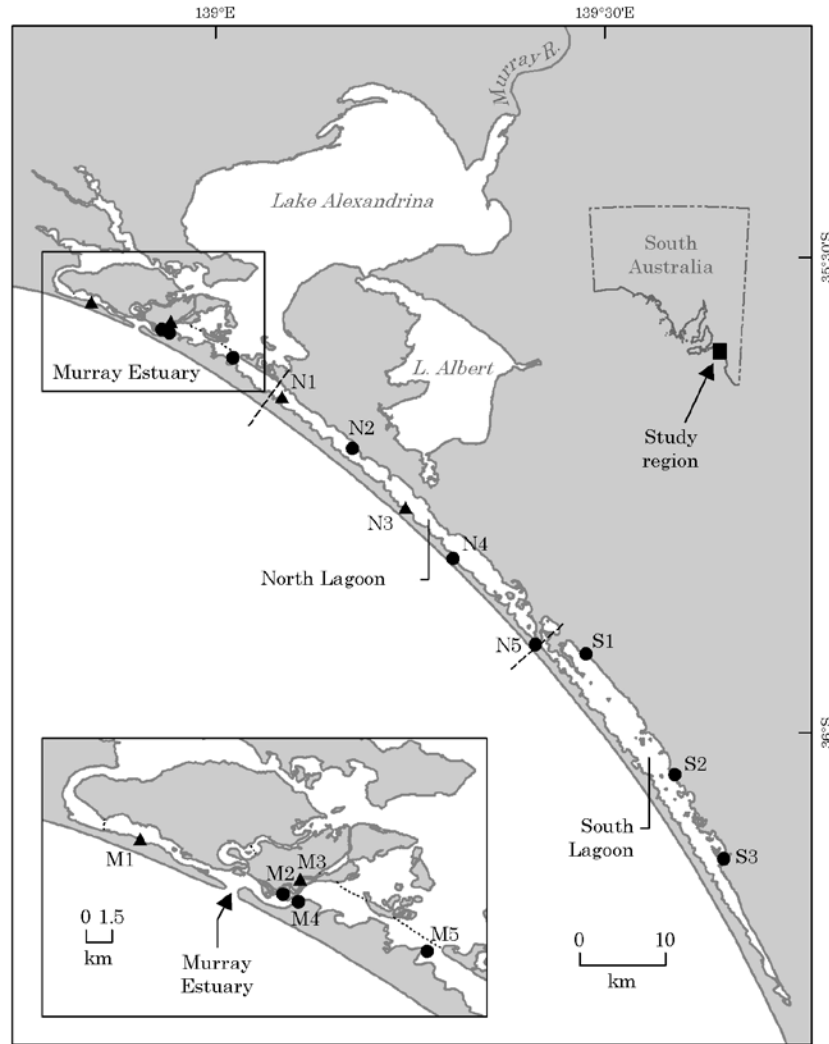 139°E
139°30'E
Murray R.
Lake Alexandrina
South
Australia
35°30'S
Murray Estuary
N1
L. Albert
Study
region
N2
N3
N4
North Lagoon
N5
S1
36°S
S2
South
Lagoon
S3
M1
M2
M3
M4
M5
0 1.5
km
Murray
Estuary
0 10
km